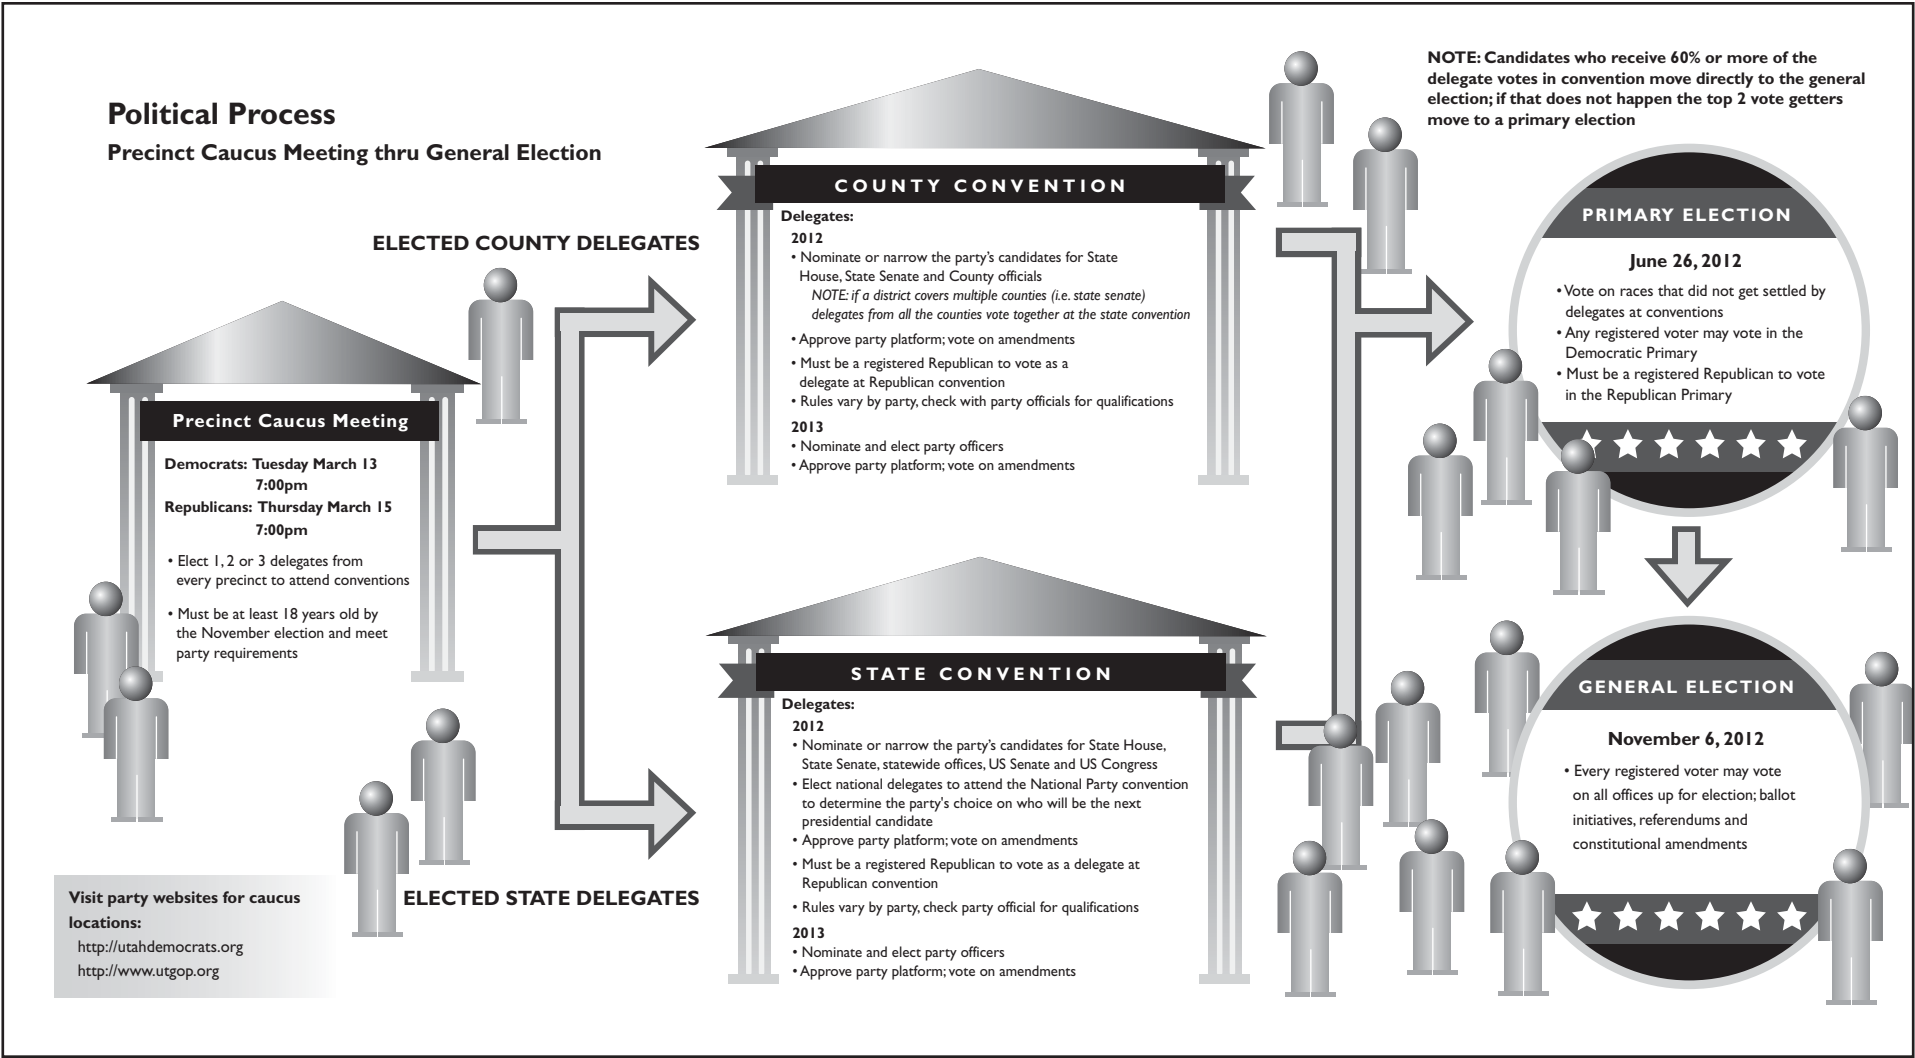 Political Process
Precinct Caucus Meeting thru General Election
Precinct Caucus Meeting
Democrats: Tuesday March 13
7:00pm
Republicans: Thursday March 15
7:00pm
• Elect 1, 2 or 3 delegates from
every precinct to attend conventions
• Must be at least 18 years old by
the November election and meet
party requirements
Visit party websites for caucus
locations:
http://utahdemocrats.org
http://www.utgop.org
ELECTED COUNTY DELEGATES
ELECTED STATE DELEGATES
COUNTY CONVENTION
Delegates:
2012
• Nominate or narrow the party's candidates for State
House, State Senate and County officials
NOTE: if a district covers multiple counties (i.e. state senate)
delegates from all the counties vote together at the state convention
• Approve party platform; vote on amendments
• Must be a registered Republican to vote as a
delegate at Republican convention
• Rules vary by party, check with party officials for qualifications
2013
• Nominate and elect party officers
• Approve party platform; vote on amendments
STATE CONVENTION
Delegates:
2012
• Nominate or narrow the party's candidates for State House,
State Senate, statewide offices, US Senate and US Congress
• Elect national delegates to attend the National Party convention
to determine the party's choice on who will be the next
presidential candidate
• Approve party platform; vote on amendments
• Must be a registered Republican to vote as a delegate at
Republican convention
• Rules vary by party, check party official for qualifications
2013
• Nominate and elect party officers
• Approve party platform; vote on amendments
NOTE: Candidates who receive 60% or more of the
delegate votes in convention move directly to the general
election; if that does not happen the top 2 vote getters
move to a primary election
PRIMARY ELECTION
June 26, 2012
• Vote on races that did not get settled by
delegates at conventions
• Any registered voter may vote in the
Democratic Primary
• Must be a registered Republican to vote
in the Republican Primary
GENERAL ELECTION
November 6, 2012
• Every registered voter may vote
on all offices up for election; ballot
initiatives, referendums and
constitutional amendments